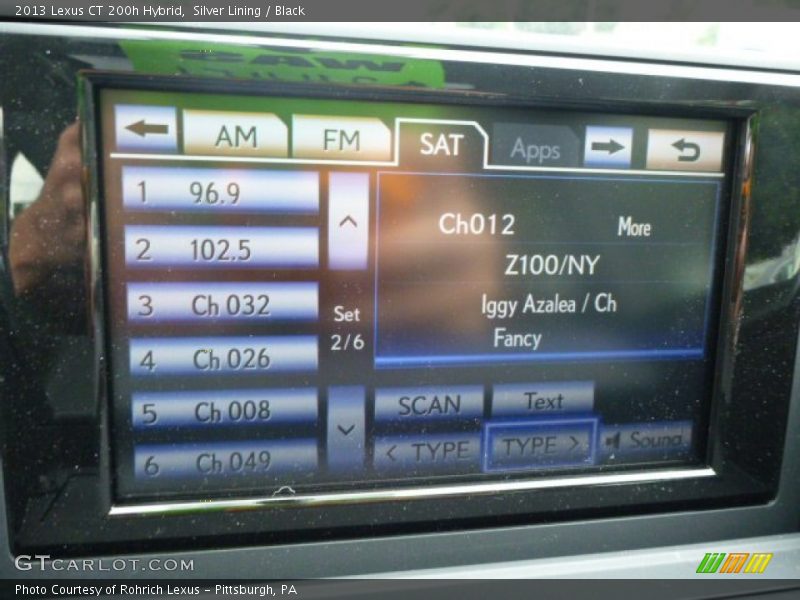 2013 Lexus CT 200h Hybrid,  Silver Lining / Black
AM FM SAT Apps
1 96.9
2 102.5
3 Ch 032
4 Ch 026
5 Ch 008
6 Ch 049
Set
2/6
Ch012 More
Z100/NY
Iggy Azalea / Ch
Fancy
SCAN Text
< TYPE TYPE > Sound
GTCARLOT.COM
Photo Courtesy of Rohrich Lexus – Pittsburgh, PA